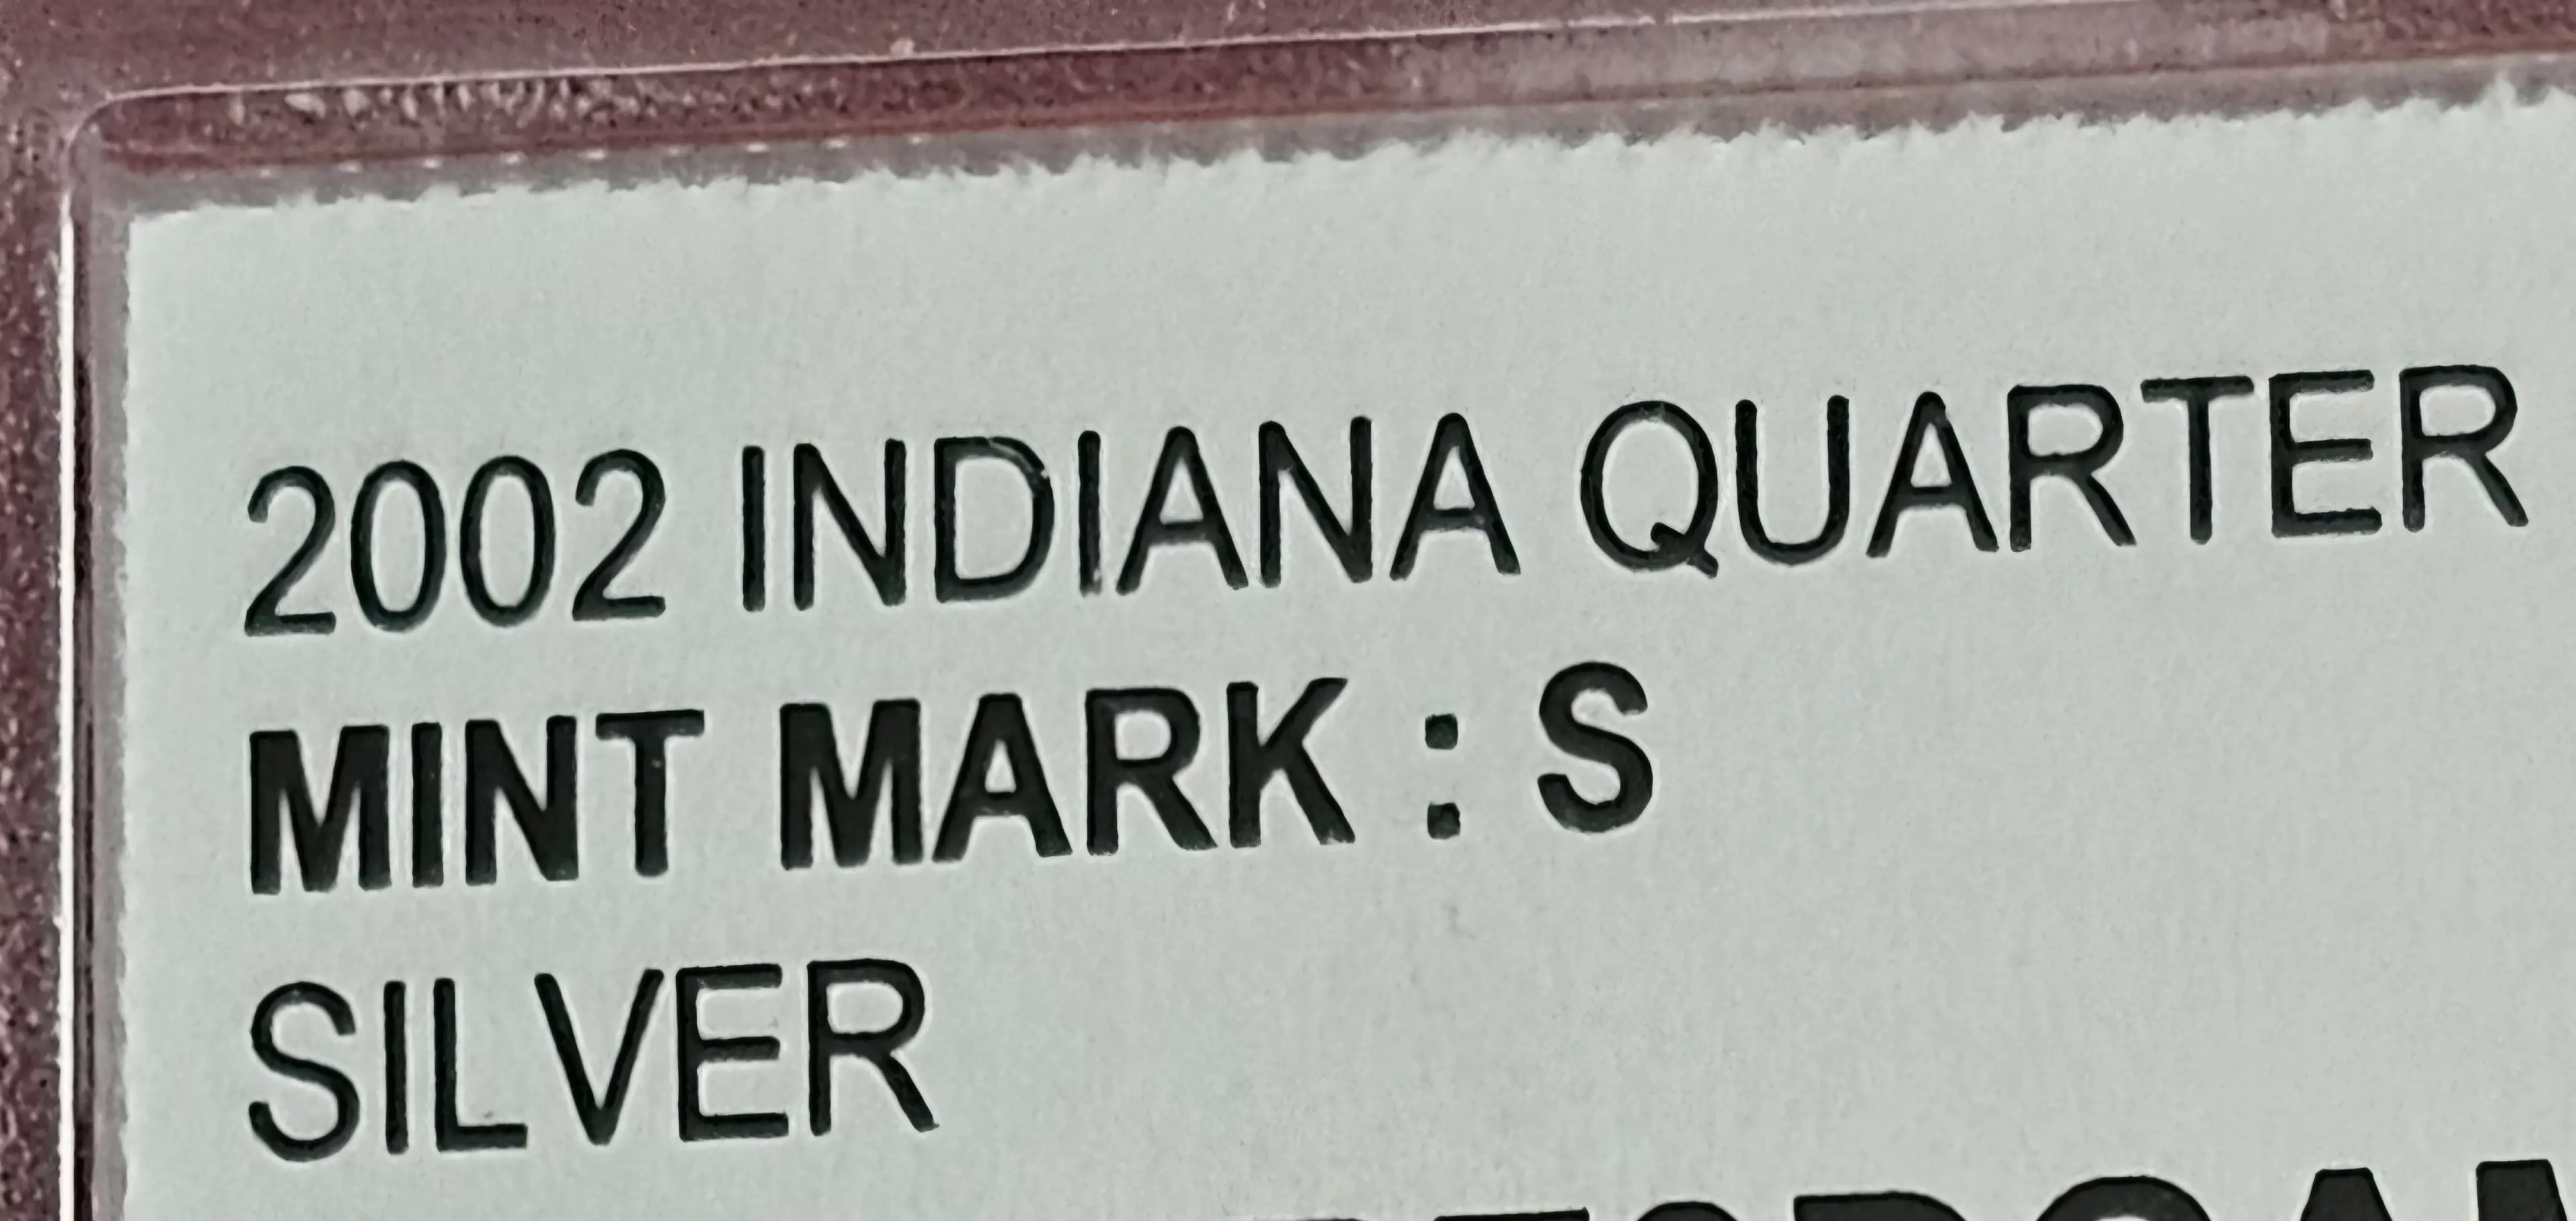 2002 INDIANA QUARTER
MINT MARK : S
SILVER